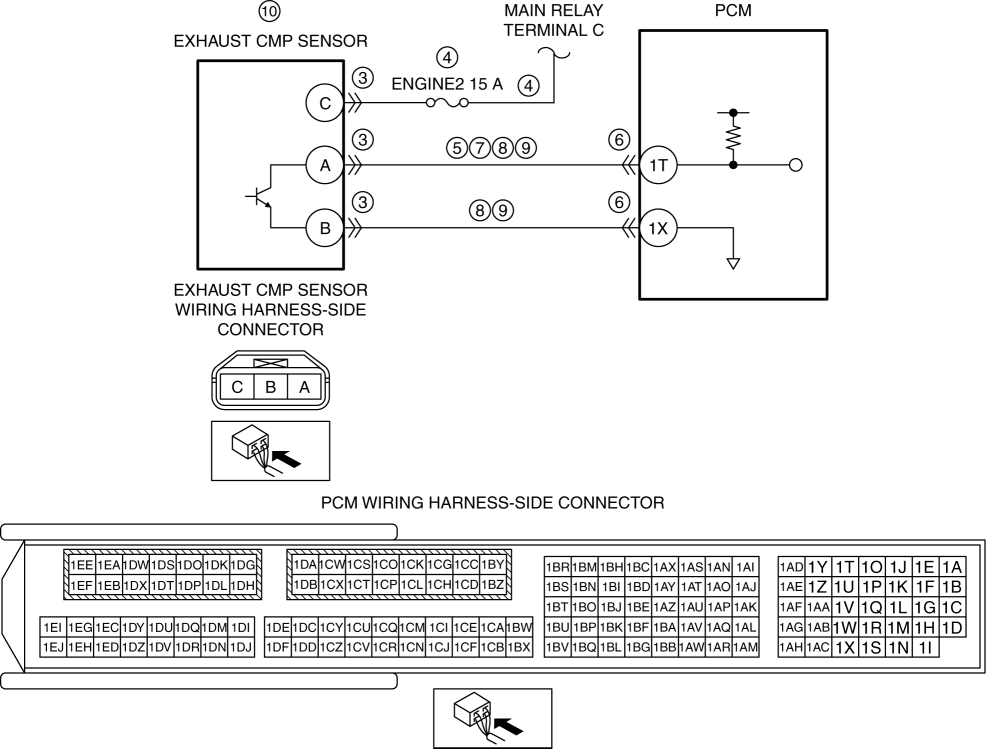 ⑩
EXHAUST CMP SENSOR
MAIN RELAY
TERMINAL C
PCM
④
ENGINE2 15 A
④
③
C
③
A
⑤⑦⑧⑨
⑥
1T
③
B
⑧⑨
⑥
1X
EXHAUST CMP SENSOR
WIRING HARNESS-SIDE
CONNECTOR
C B A
PCM WIRING HARNESS-SIDE CONNECTOR
1EE 1EA 1DW 1DS 1DO 1DK 1DG
1EF 1EB 1DX 1DT 1DP 1DL 1DH
1EI 1EG 1EC 1DY 1DU 1DQ 1DM 1DI
1EJ 1EH 1ED 1DZ 1DV 1DR 1DN 1DJ
1DA 1CW 1CS 1CO 1CK 1CG 1CC 1BY
1DB 1CX 1CT 1CP 1CL 1CH 1CD 1BZ
1DE 1DC 1CY 1CU 1CQ 1CM 1CI 1CE 1CA 1BW
1DF 1DD 1CZ 1CV 1CR 1CN 1CJ 1CF 1CB 1BX
1BR 1BM 1BH 1BC 1AX 1AS 1AN 1AI
1BS 1BN 1BI 1BD 1AY 1AT 1AO 1AJ
1BT 1BO 1BJ 1BE 1AZ 1AU 1AP 1AK
1BU 1BP 1BK 1BF 1BA 1AV 1AQ 1AL
1BV 1BQ 1BL 1BG 1BB 1AW 1AR 1AM
1AD 1Y 1T 1O 1J 1E 1A
1AE 1Z 1U 1P 1K 1F 1B
1AF 1AA 1V 1Q 1L 1G 1C
1AG 1AB 1W 1R 1M 1H 1D
1AH 1AC 1X 1S 1N 1I